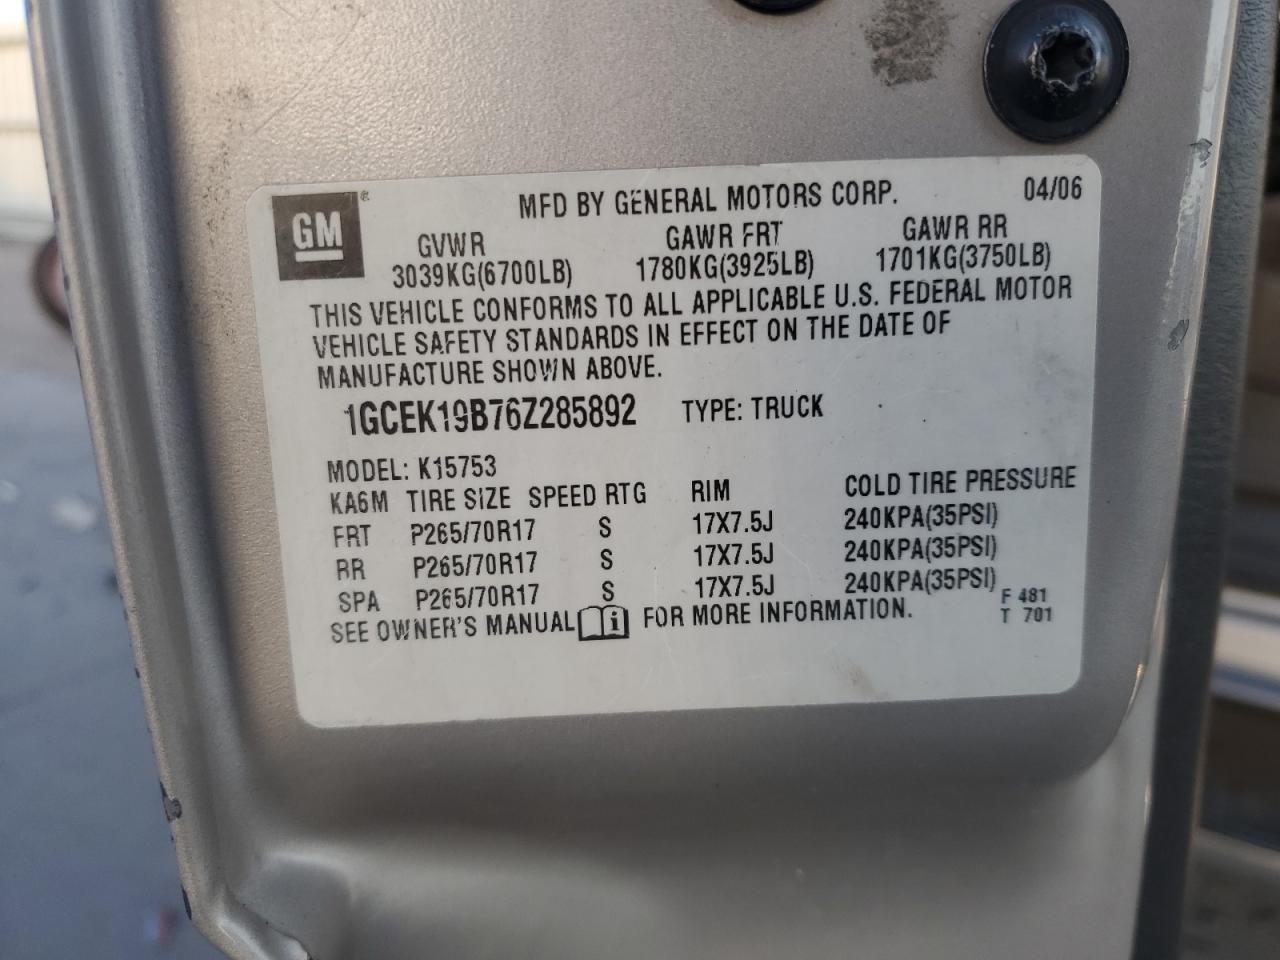 GM ® MFD BY GENERAL MOTORS CORP. 04/06
GVWR GAWR FRT GAWR RR
3039KG(6700LB) 1780KG(3925LB) 1701KG(3750LB)
THIS VEHICLE CONFORMS TO ALL APPLICABLE U.S. FEDERAL MOTOR
VEHICLE SAFETY STANDARDS IN EFFECT ON THE DATE OF
MANUFACTURE SHOWN ABOVE.
1GCEK19B76Z285892 TYPE: TRUCK
MODEL: K15753
KA6M TIRE SIZE SPEED RTG RIM COLD TIRE PRESSURE
FRT P265/70R17 S 17X7.5J 240KPA(35PSI)
RR P265/70R17 S 17X7.5J 240KPA(35PSI)
SPA P265/70R17 S 17X7.5J 240KPA(35PSI)
SEE OWNER'S MANUAL i FOR MORE INFORMATION.
F 481
T 701